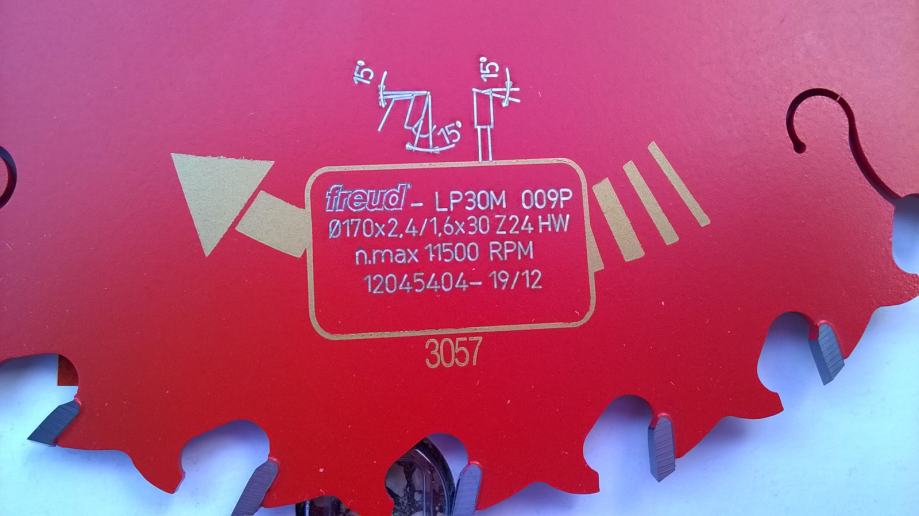 15° 15°
15°
freud - LP30M 009P
Ø170x2,4/1,6x30 Z24 HW
n.max 11500 RPM
12045404- 19/12
3057